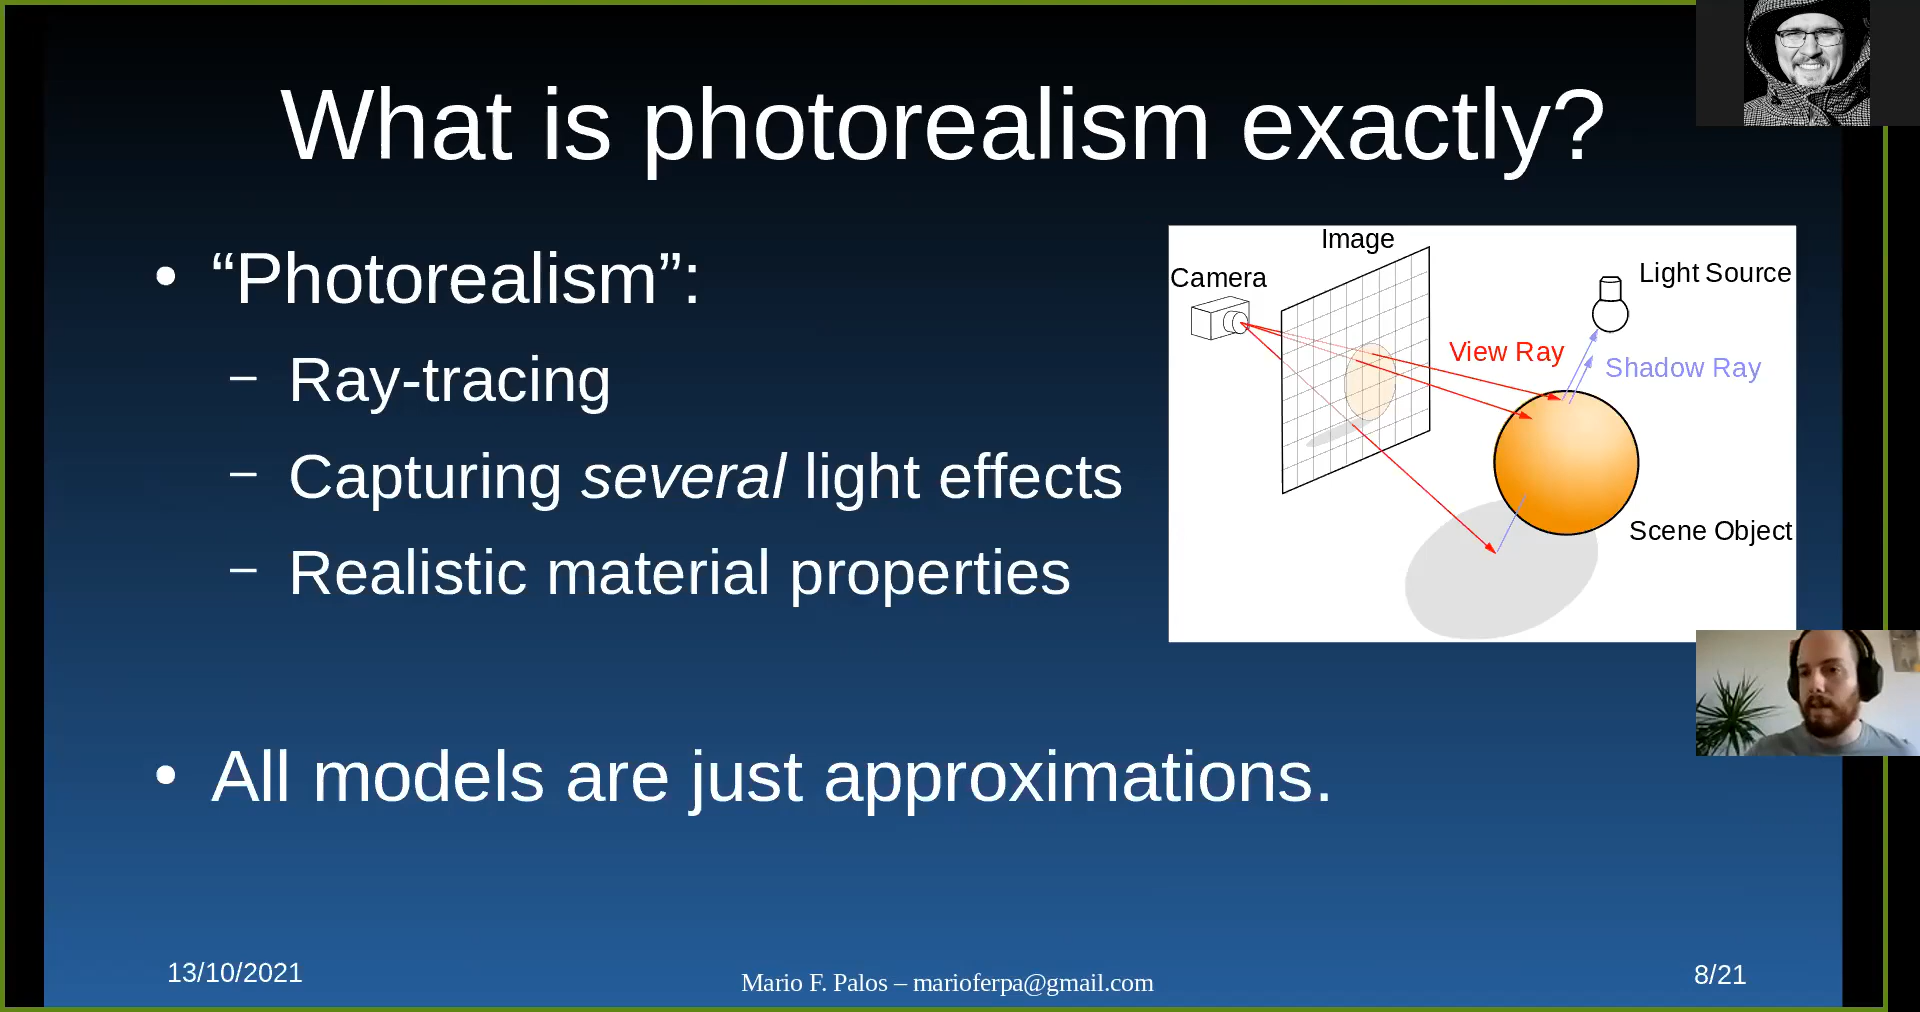 What is photorealism exactly?
• “Photorealism”:
– Ray-tracing
– Capturing several light effects
– Realistic material properties
• All models are just approximations.
Image
Camera
Light Source
View Ray
Shadow Ray
Scene Object
13/10/2021
Mario F. Palos – marioferpa@gmail.com
8/21